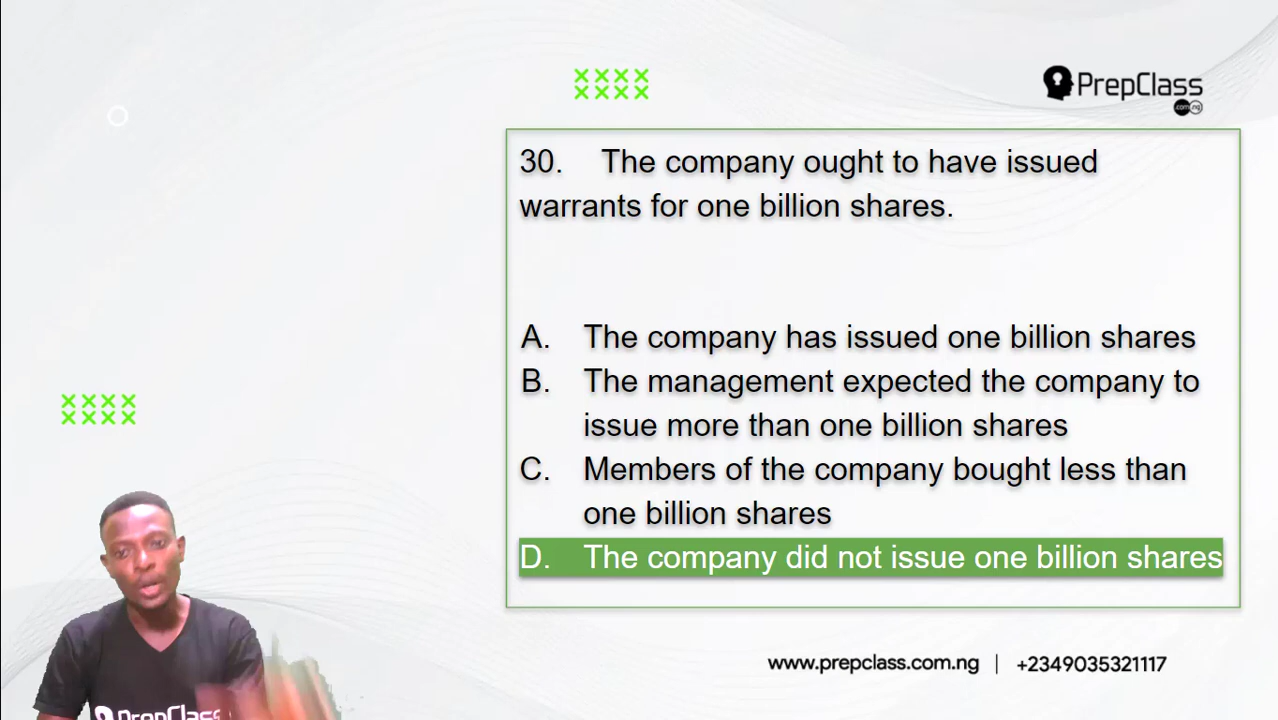 PrepClass
.com.ng
30. The company ought to have issued
warrants for one billion shares.
A. The company has issued one billion shares
B. The management expected the company to
issue more than one billion shares
C. Members of the company bought less than
one billion shares
D. The company did not issue one billion shares
PrepClass
www.prepclass.com.ng | +2349035321117